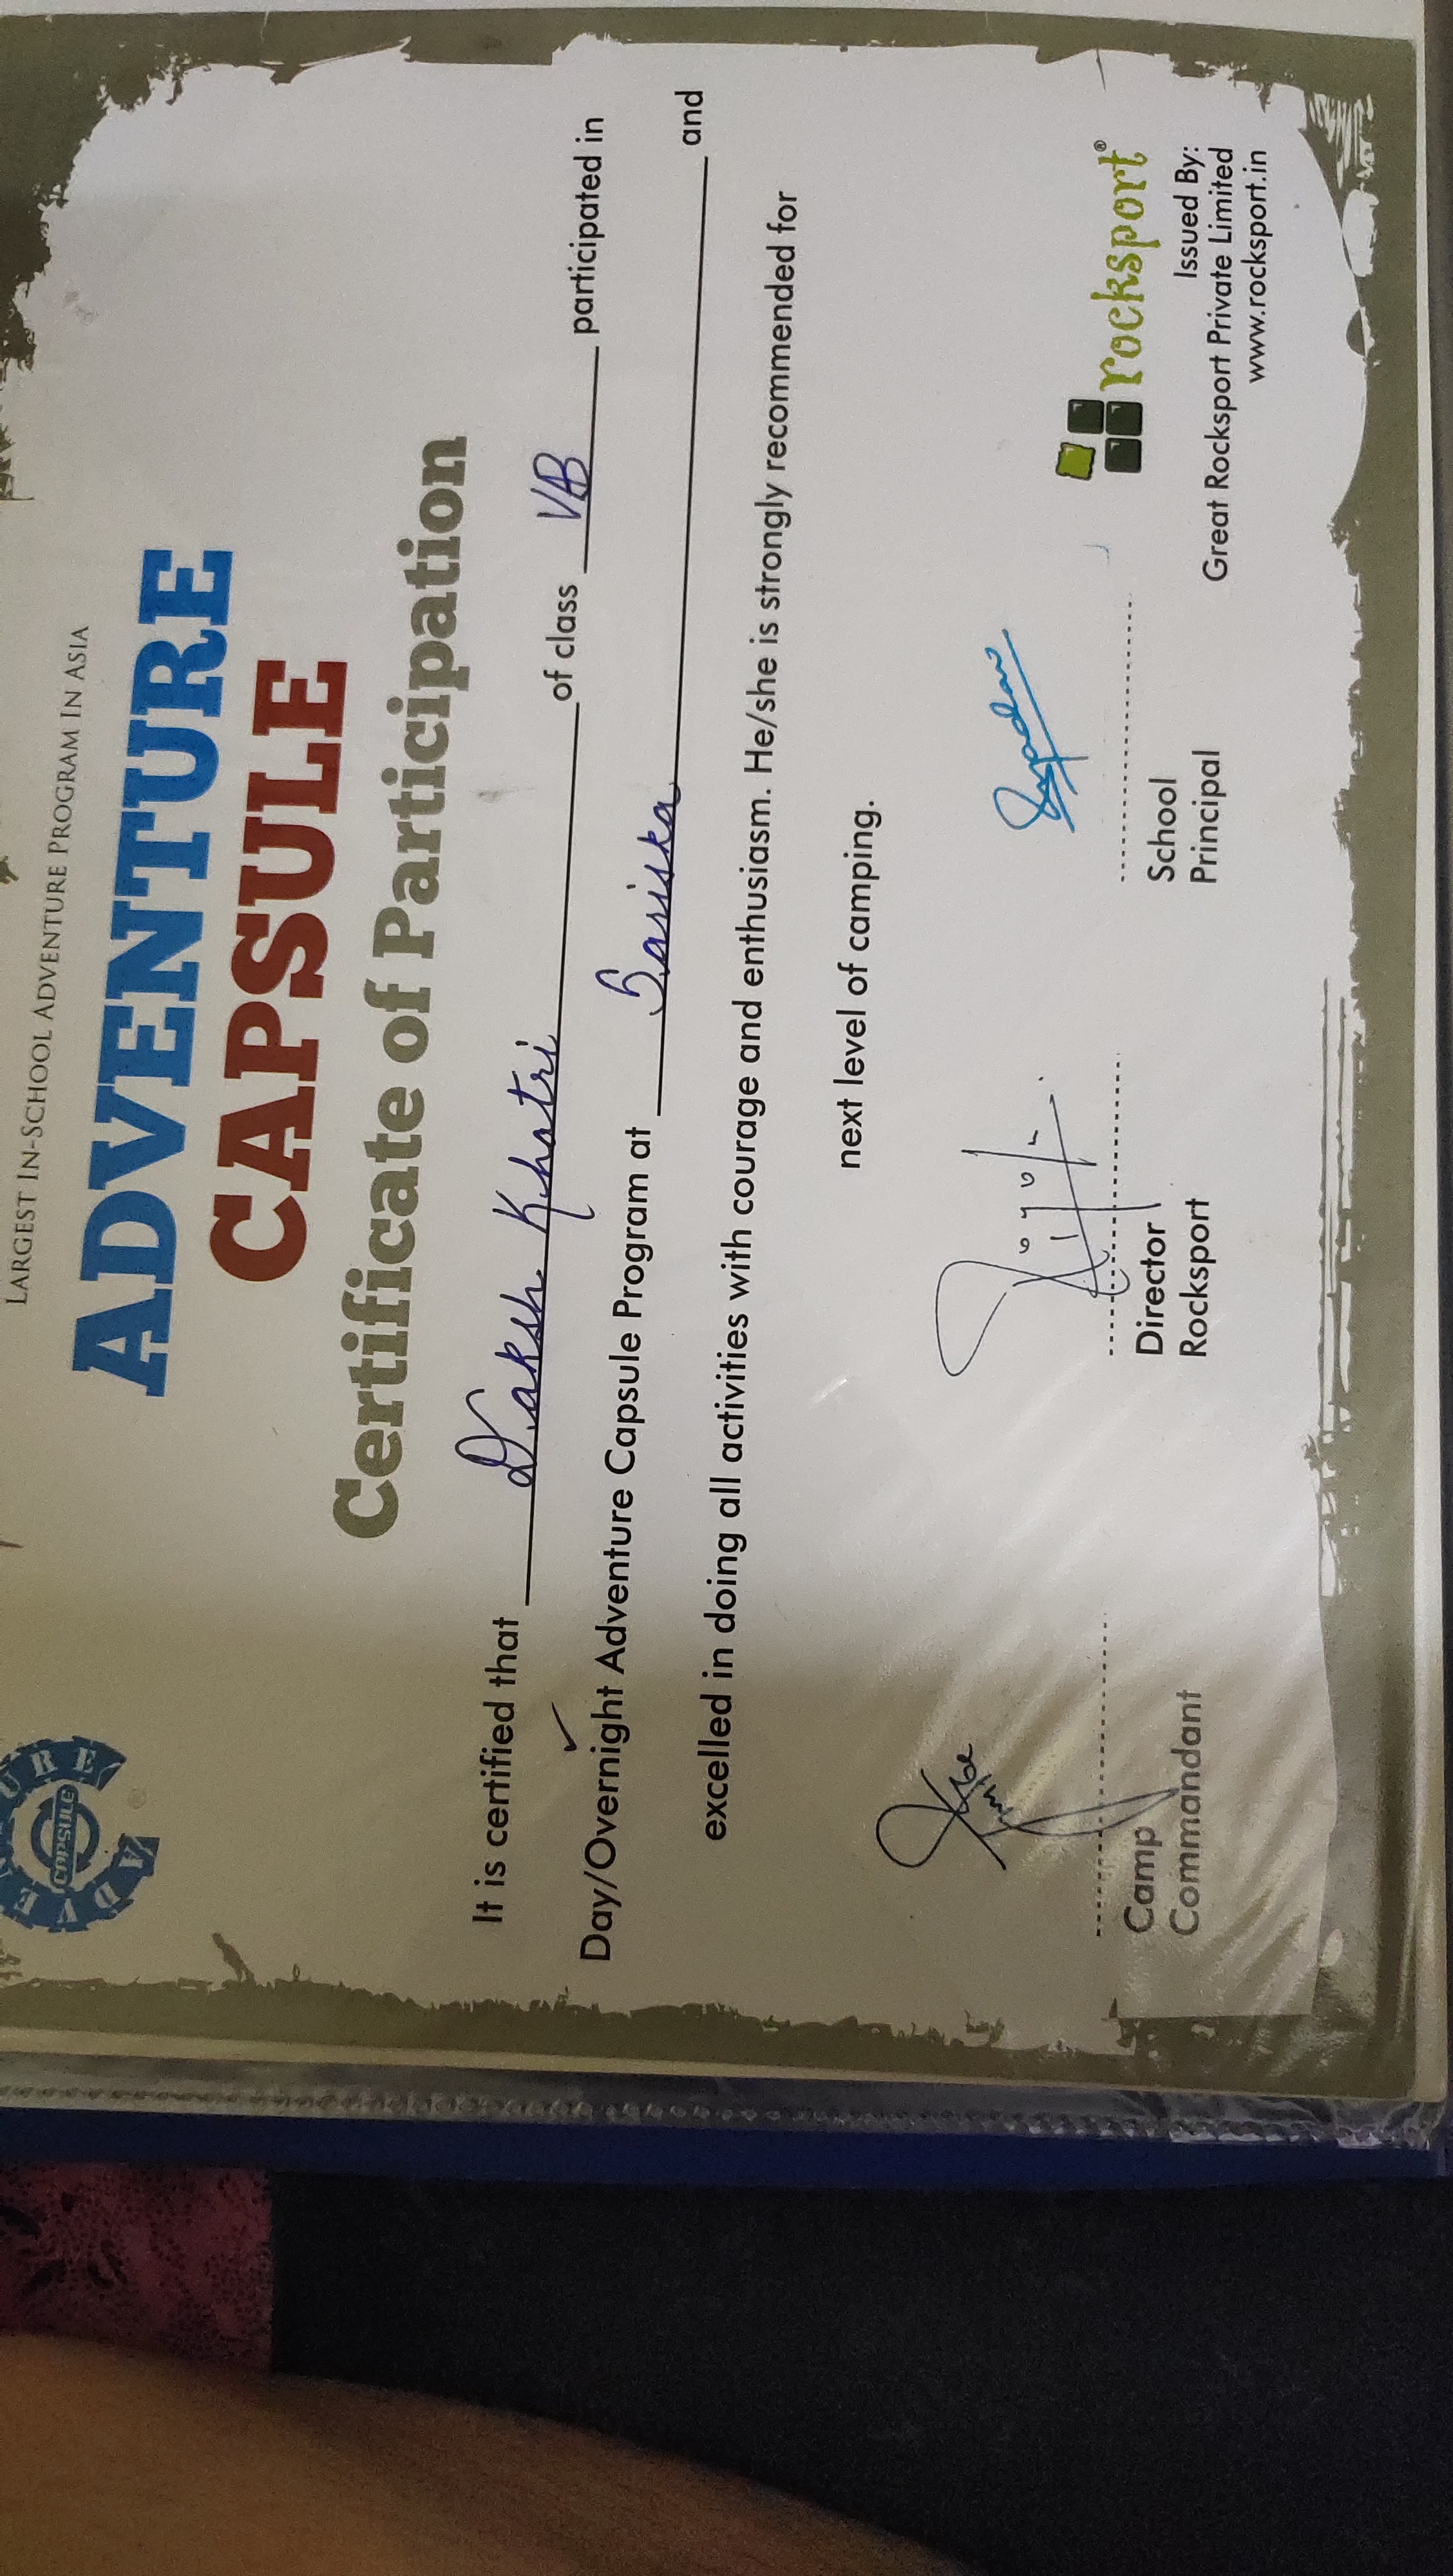 LARGEST IN-SCHOOL ADVENTURE PROGRAM IN ASIA
CAPSULE
ADVENTURE
CAPSULE
Certificate of Participation
It is certified that Daksh Khatri of class VB participated in
Day/Overnight Adventure Capsule Program at Sariska and
excelled in doing all activities with courage and enthusiasm. He/she is strongly recommended for
next level of camping.
Camp
Commandant
Director
Rocksport
School
Principal
rocksport®
Issued By:
Great Rocksport Private Limited
www.rocksport.in